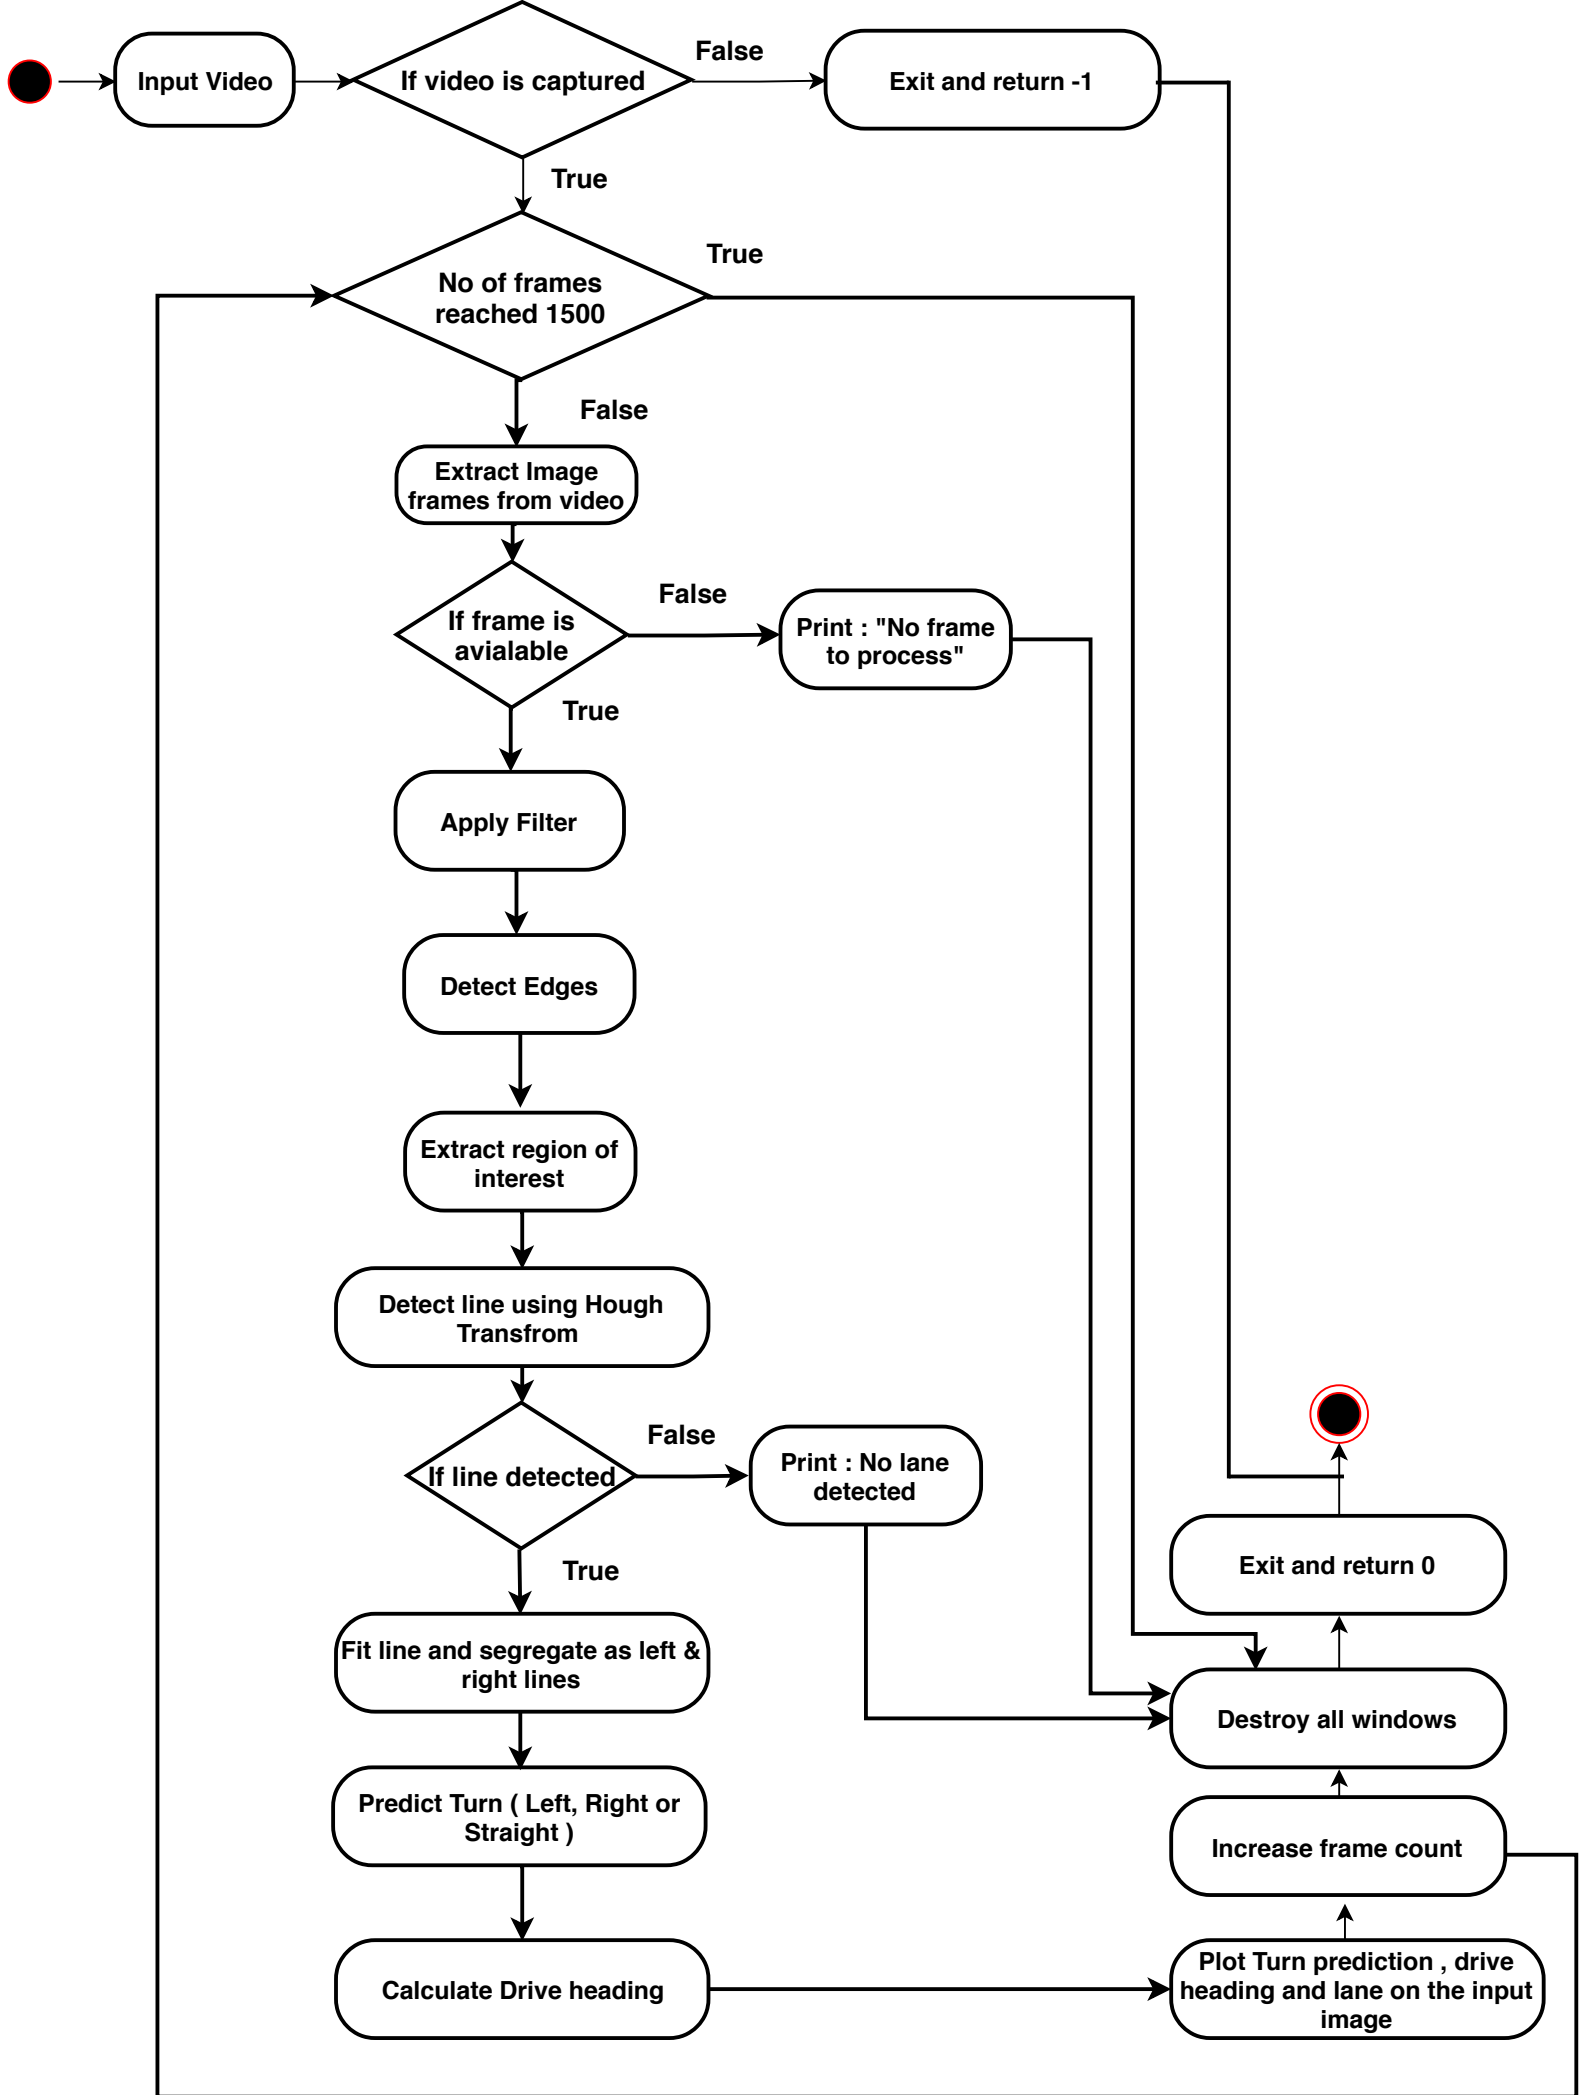 Input Video
If video is captured
False
Exit and return -1
True
No of frames
reached 1500
True
False
Extract Image
frames from video
If frame is
avialable
False
Print : "No frame
to process"
True
Apply Filter
Detect Edges
Extract region of
interest
Detect line using Hough
Transfrom
If line detected
False
Print : No lane
detected
True
Fit line and segregate as left &
right lines
Predict Turn ( Left, Right or
Straight )
Calculate Drive heading
Plot Turn prediction , drive
heading and lane on the input
image
Increase frame count
Destroy all windows
Exit and return 0